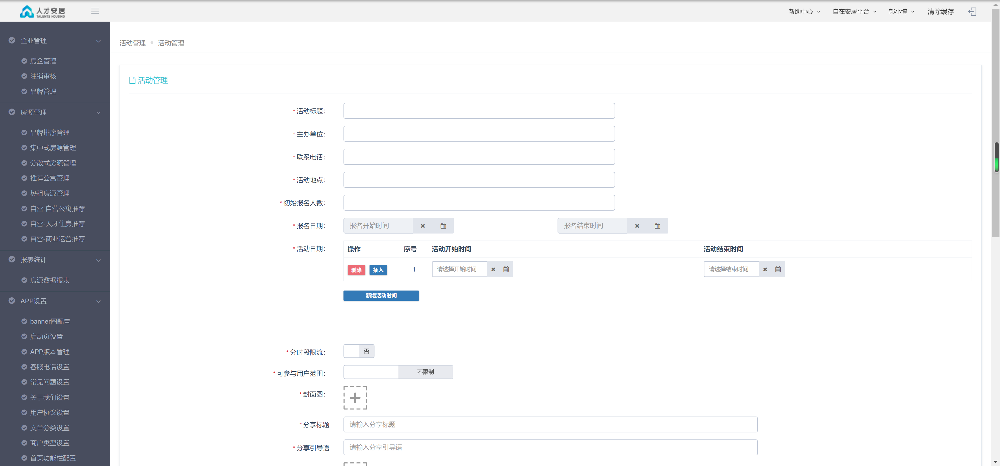 人才安居
TALENTS HOUSING
帮助中心
自在安居平台
郭小博
清除缓存
企业管理
房企管理
注销审核
品牌管理
房源管理
品牌排序管理
集中式房源管理
分散式房源管理
推荐公寓管理
热租房源管理
自营-自营公寓推荐
自营-人才住房推荐
自营-商业运营推荐
报表统计
房源数据报表
APP设置
banner图配置
启动页设置
APP版本管理
客服电话设置
常见问题设置
关于我们设置
用户协议设置
文章分类设置
商户类型设置
首页功能栏配置
活动管理 活动管理
活动管理
* 活动标题：
* 主办单位：
* 联系电话：
* 活动地点：
* 初始报名人数：
* 报名日期： 报名开始时间 报名结束时间
* 活动日期： 操作 序号 活动开始时间 活动结束时间
删除 插入 1 请选择开始时间 请选择结束时间
新增活动时间
* 分时段限流： 否
* 可参与用户范围： 不限制
* 封面图：
* 分享标题 请输入分享标题
* 分享引导语 请输入分享引导语